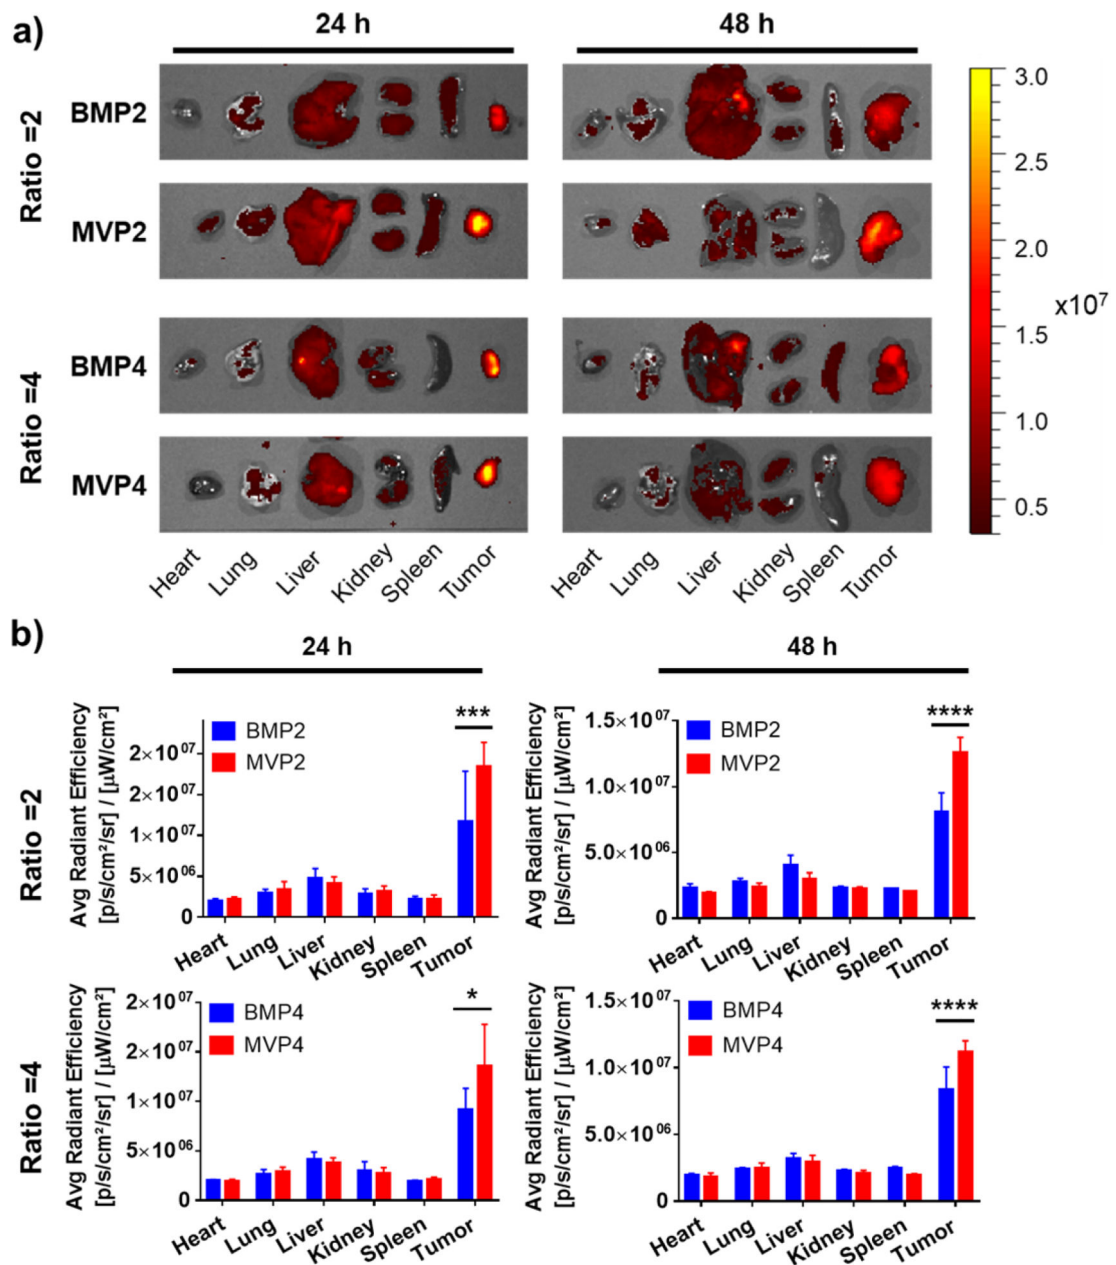 a)
24 h
48 h
Ratio =2
BMP2
MVP2
Ratio =4
BMP4
MVP4
3.0
2.5
2.0
1.5
1.0
0.5
x10⁷
Heart
Lung
Liver
Kidney
Spleen
Tumor
Heart
Lung
Liver
Kidney
Spleen
Tumor
b)
24 h
48 h
Ratio =2
Avg Radiant Efficiency
[p/s/cm²/sr] / [µW/cm²]
2×10⁰⁷
2×10⁰⁷
1×10⁰⁷
5×10⁰⁶
0
BMP2
MVP2
***
Heart
Lung
Liver
Kidney
Spleen
Tumor
Avg Radiant Efficiency
[p/s/cm²/sr] / [µW/cm²]
1.5×10⁰⁷
1.0×10⁰⁷
5.0×10⁰⁶
0
BMP2
MVP2
****
Heart
Lung
Liver
Kidney
Spleen
Tumor
Ratio =4
Avg Radiant Efficiency
[p/s/cm²/sr] / [µW/cm²]
2×10⁰⁷
2×10⁰⁷
1×10⁰⁷
5×10⁰⁶
0
BMP4
MVP4
*
Heart
Lung
Liver
Kidney
Spleen
Tumor
Avg Radiant Efficiency
[p/s/cm²/sr] / [µW/cm²]
1.5×10⁰⁷
1.0×10⁰⁷
5.0×10⁰⁶
0
BMP4
MVP4
****
Heart
Lung
Liver
Kidney
Spleen
Tumor